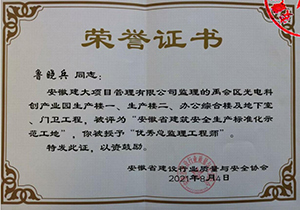 荣誉证书
鲁晓兵 同志:
安徽建大项目管理有限公司监理的禹会区光电科
创产业园生产楼一、生产楼二、办公综合楼及地下室
、门卫工程,被评为“安徽省建筑安全生产标准化示
范工地”,你被授予“优秀总监理工程师”。
特发此证,以资鼓励。
安徽省建设行业质量与安全协会
2021年8月4日